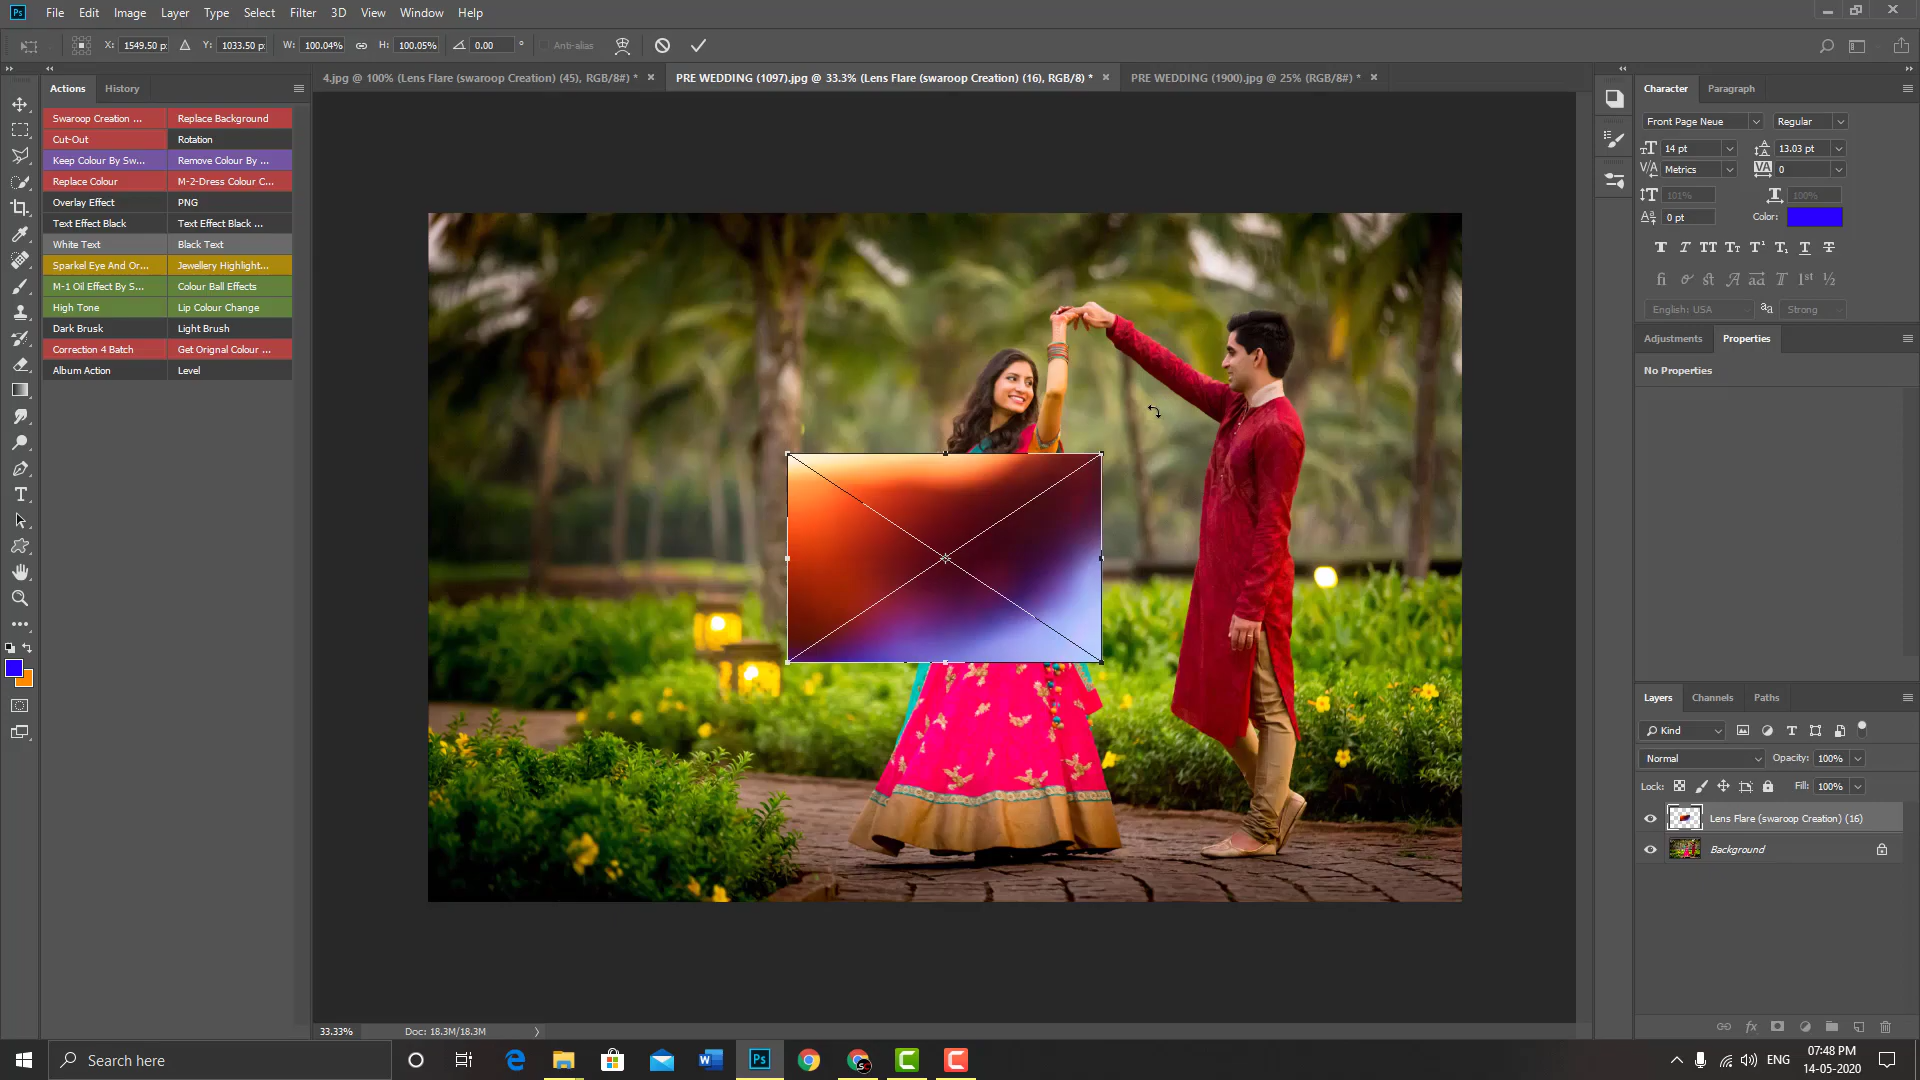 Ps File Edit Image Layer Type Select Filter 3D View Window Help
X: 1549.50 p: Y: 1033.50 p: W: 100.04% H: 100.05% 0.00 ° Anti-alias
Actions History
4.jpg @ 100% (Lens Flare (swaroop Creation) (45), RGB/8#) * × PRE WEDDING (1097).jpg @ 33.3% (Lens Flare (swaroop Creation) (16), RGB/8) * × PRE WEDDING (1900).jpg @ 25% (RGB/8#) * ×
Swaroop Creation ... Replace Background
Cut-Out Rotation
Keep Colour By Sw... Remove Colour By ...
Replace Colour M-2-Dress Colour C...
Overlay Effect PNG
Text Effect Black Text Effect Black ...
White Text Black Text
Sparkel Eye And Or... Jewellery Highlight...
M-1 Oil Effect By S... Colour Ball Effects
High Tone Lip Colour Change
Dark Brusk Light Brush
Correction 4 Batch Get Orignal Colour ...
Album Action Level
Character Paragraph
Front Page Neue Regular
14 pt 13.03 pt
Metrics 0
101% 100%
0 pt Color:
English: USA aa Strong
Adjustments Properties
No Properties
Layers Channels Paths
Kind
Normal Opacity: 100%
Lock: Fill: 100%
Lens Flare (swaroop Creation) (16)
Background
33.33% Doc: 18.3M/18.3M
Search here
ENG
07:48 PM
14-05-2020